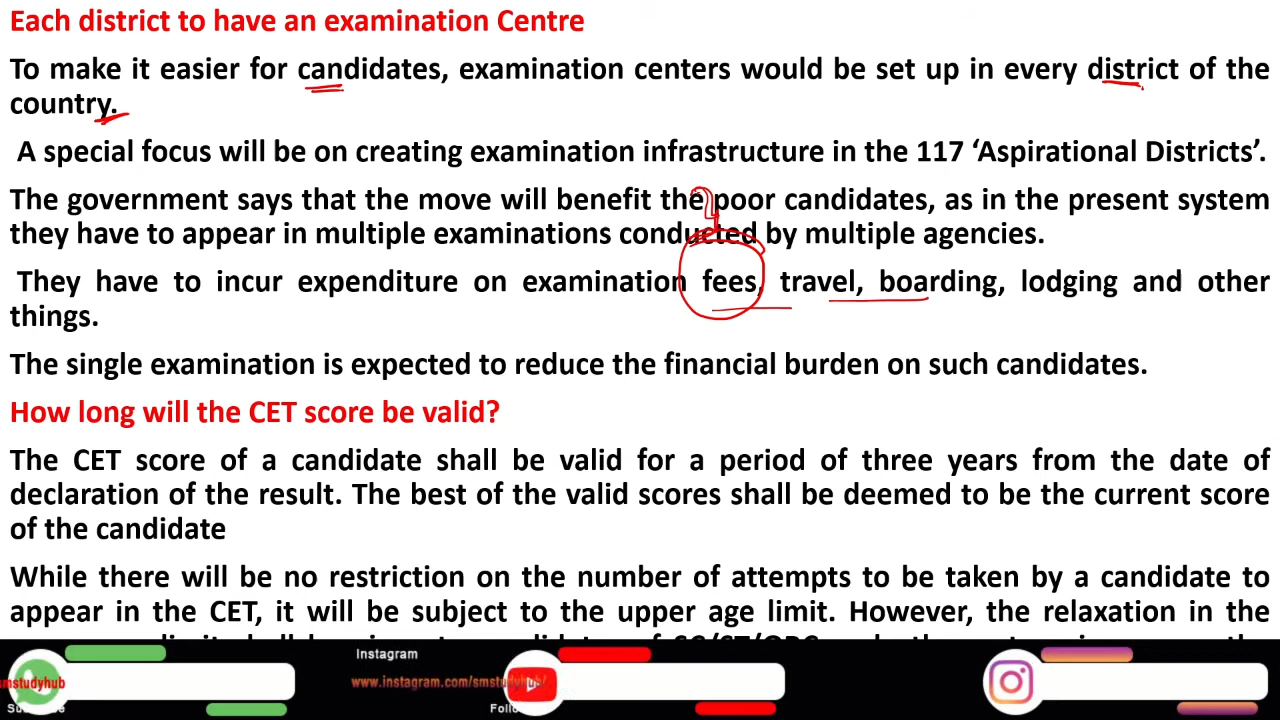 Each district to have an examination Centre
To make it easier for candidates, examination centers would be set up in every district of the
country.
A special focus will be on creating examination infrastructure in the 117 ‘Aspirational Districts’.
The government says that the move will benefit the poor candidates, as in the present system
they have to appear in multiple examinations conducted by multiple agencies.
They have to incur expenditure on examination fees, travel, boarding, lodging and other
things.
The single examination is expected to reduce the financial burden on such candidates.
How long will the CET score be valid?
The CET score of a candidate shall be valid for a period of three years from the date of
declaration of the result. The best of the valid scores shall be deemed to be the current score
of the candidate
While there will be no restriction on the number of attempts to be taken by a candidate to
appear in the CET, it will be subject to the upper age limit. However, the relaxation in the
Instagram
smstudyhub
www.instagram.com/smstudyhub/